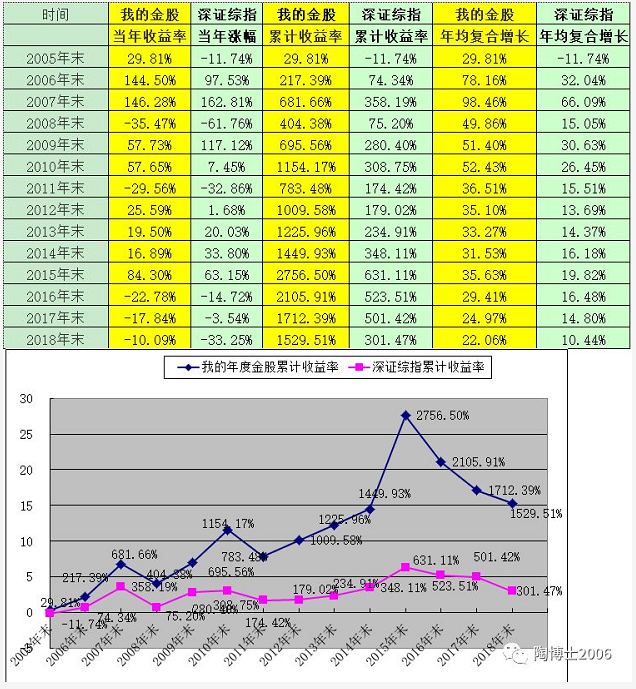 时间 我的金股 深证综指 我的金股 深证综指 我的金股 深证综指
当年收益率 当年涨幅 累计收益率 累计收益率 年均复合增长 年均复合增长
2005年末 29.81% -11.74% 29.81% -11.74% 29.81% -11.74%
2006年末 144.50% 97.53% 217.39% 74.34% 78.16% 32.04%
2007年末 146.28% 162.81% 681.66% 358.19% 98.46% 66.09%
2008年末 -35.47% -61.76% 404.38% 75.20% 49.86% 15.05%
2009年末 57.73% 117.12% 695.56% 280.40% 51.40% 30.63%
2010年末 57.65% 7.45% 1154.17% 308.75% 52.43% 26.45%
2011年末 -29.56% -32.86% 783.48% 174.42% 36.51% 15.51%
2012年末 25.59% 1.68% 1009.58% 179.02% 35.10% 13.69%
2013年末 19.50% 20.03% 1225.96% 234.91% 33.27% 14.37%
2014年末 16.89% 33.80% 1449.93% 348.11% 31.53% 16.18%
2015年末 84.30% 63.15% 2756.50% 631.11% 35.63% 19.82%
2016年末 -22.78% -14.72% 2105.91% 523.51% 29.41% 16.48%
2017年末 -17.84% -3.54% 1712.39% 501.42% 24.97% 14.80%
2018年末 -10.09% -33.25% 1529.51% 301.47% 22.06% 10.44%
我的年度金股累计收益率 深证综指累计收益率
30
25
20
15
10
5
0
2756.50%
2105.91%
1712.39%
1529.51%
1449.93%
1225.96%
1154.17%
1009.58%
783.48%
681.66%
695.56%
404.38%
217.39%
29.81%
631.11%
501.42%
523.51%
301.47%
348.11%
234.91%
179.02%
174.42%
308.75%
280.40%
358.19%
75.20%
74.34%
-11.74%
2005年末 2006年末 2007年末 2008年末 2009年末 2010年末 2011年末 2012年末 2013年末 2014年末 2015年末 2016年末 2017年末 2018年末
陶博士2006